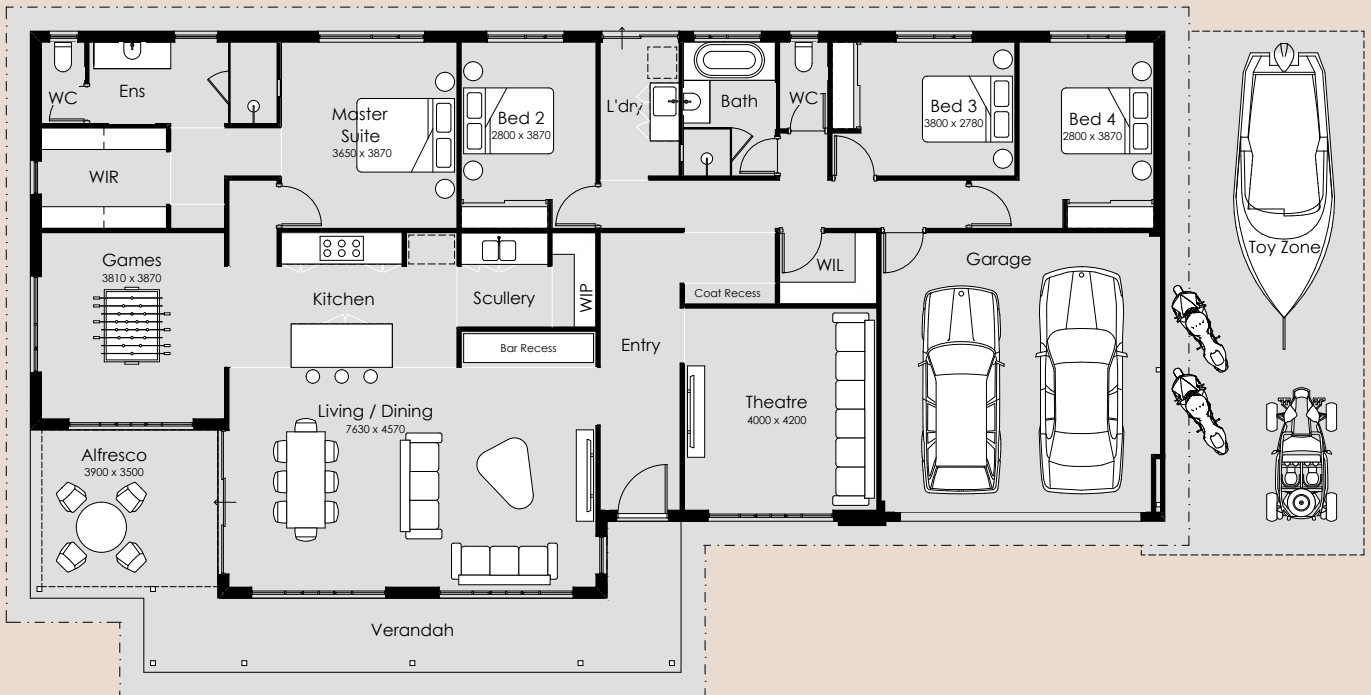 WC
Ens
WIR
Master
Suite
3650 x 3870
Bed 2
2800 x 3870
L'dry
Bath
WC
Bed 3
3800 x 2780
Bed 4
2800 x 3870
Toy Zone
Games
3810 x 3870
Kitchen
Scullery
WIP
Bar Recess
Entry
Coat Recess
WIL
Garage
Living / Dining
7630 x 4570
Theatre
4000 x 4200
Alfresco
3900 x 3500
Verandah